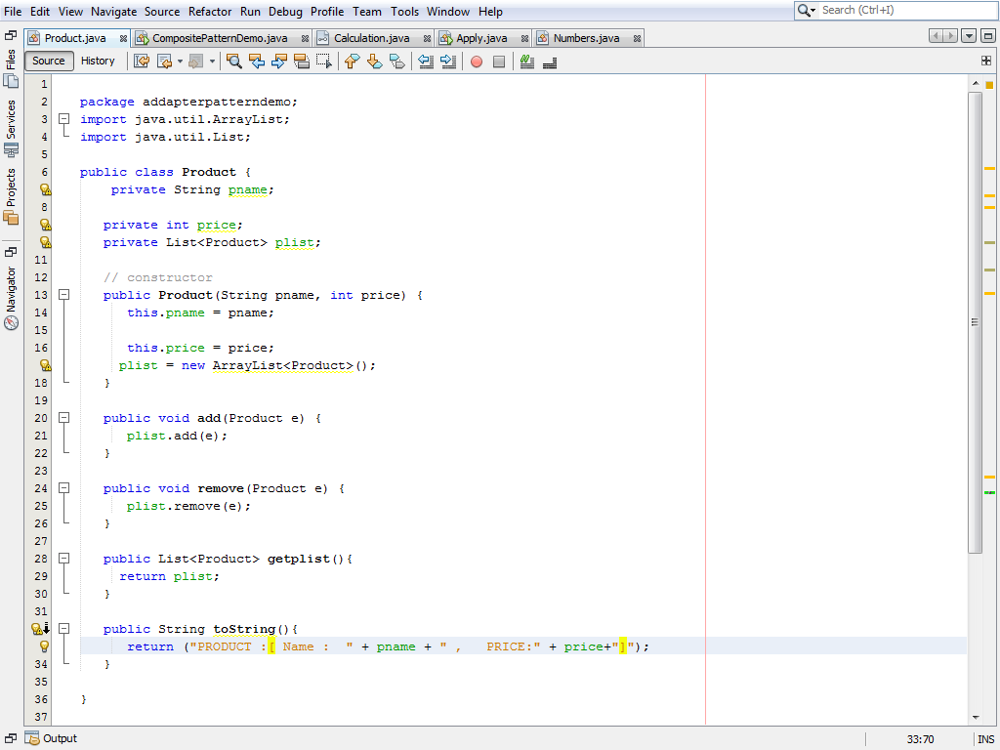 File Edit View Navigate Source Refactor Run Debug Profile Team Tools Window Help Search (Ctrl+I)
Product.java CompositePatternDemo.java Calculation.java Apply.java Numbers.java
Source History
Files
Services
Projects
Navigator
1
2 package addapterpatterndemo;
3 import java.util.ArrayList;
4 import java.util.List;
5
6 public class Product {
private String pname;
8
private int price;
private List<Product> plist;
11
12 // constructor
13 public Product(String pname, int price) {
14 this.pname = pname;
15
16 this.price = price;
plist = new ArrayList<Product>();
18 }
19
20 public void add(Product e) {
21 plist.add(e);
22 }
23
24 public void remove(Product e) {
25 plist.remove(e);
26 }
27
28 public List<Product> getplist(){
29 return plist;
30 }
31
public String toString(){
return ("PRODUCT :[ Name :  " + pname + " ,   PRICE:" + price+"]");
34 }
35
36 }
37
Output 33:70 INS